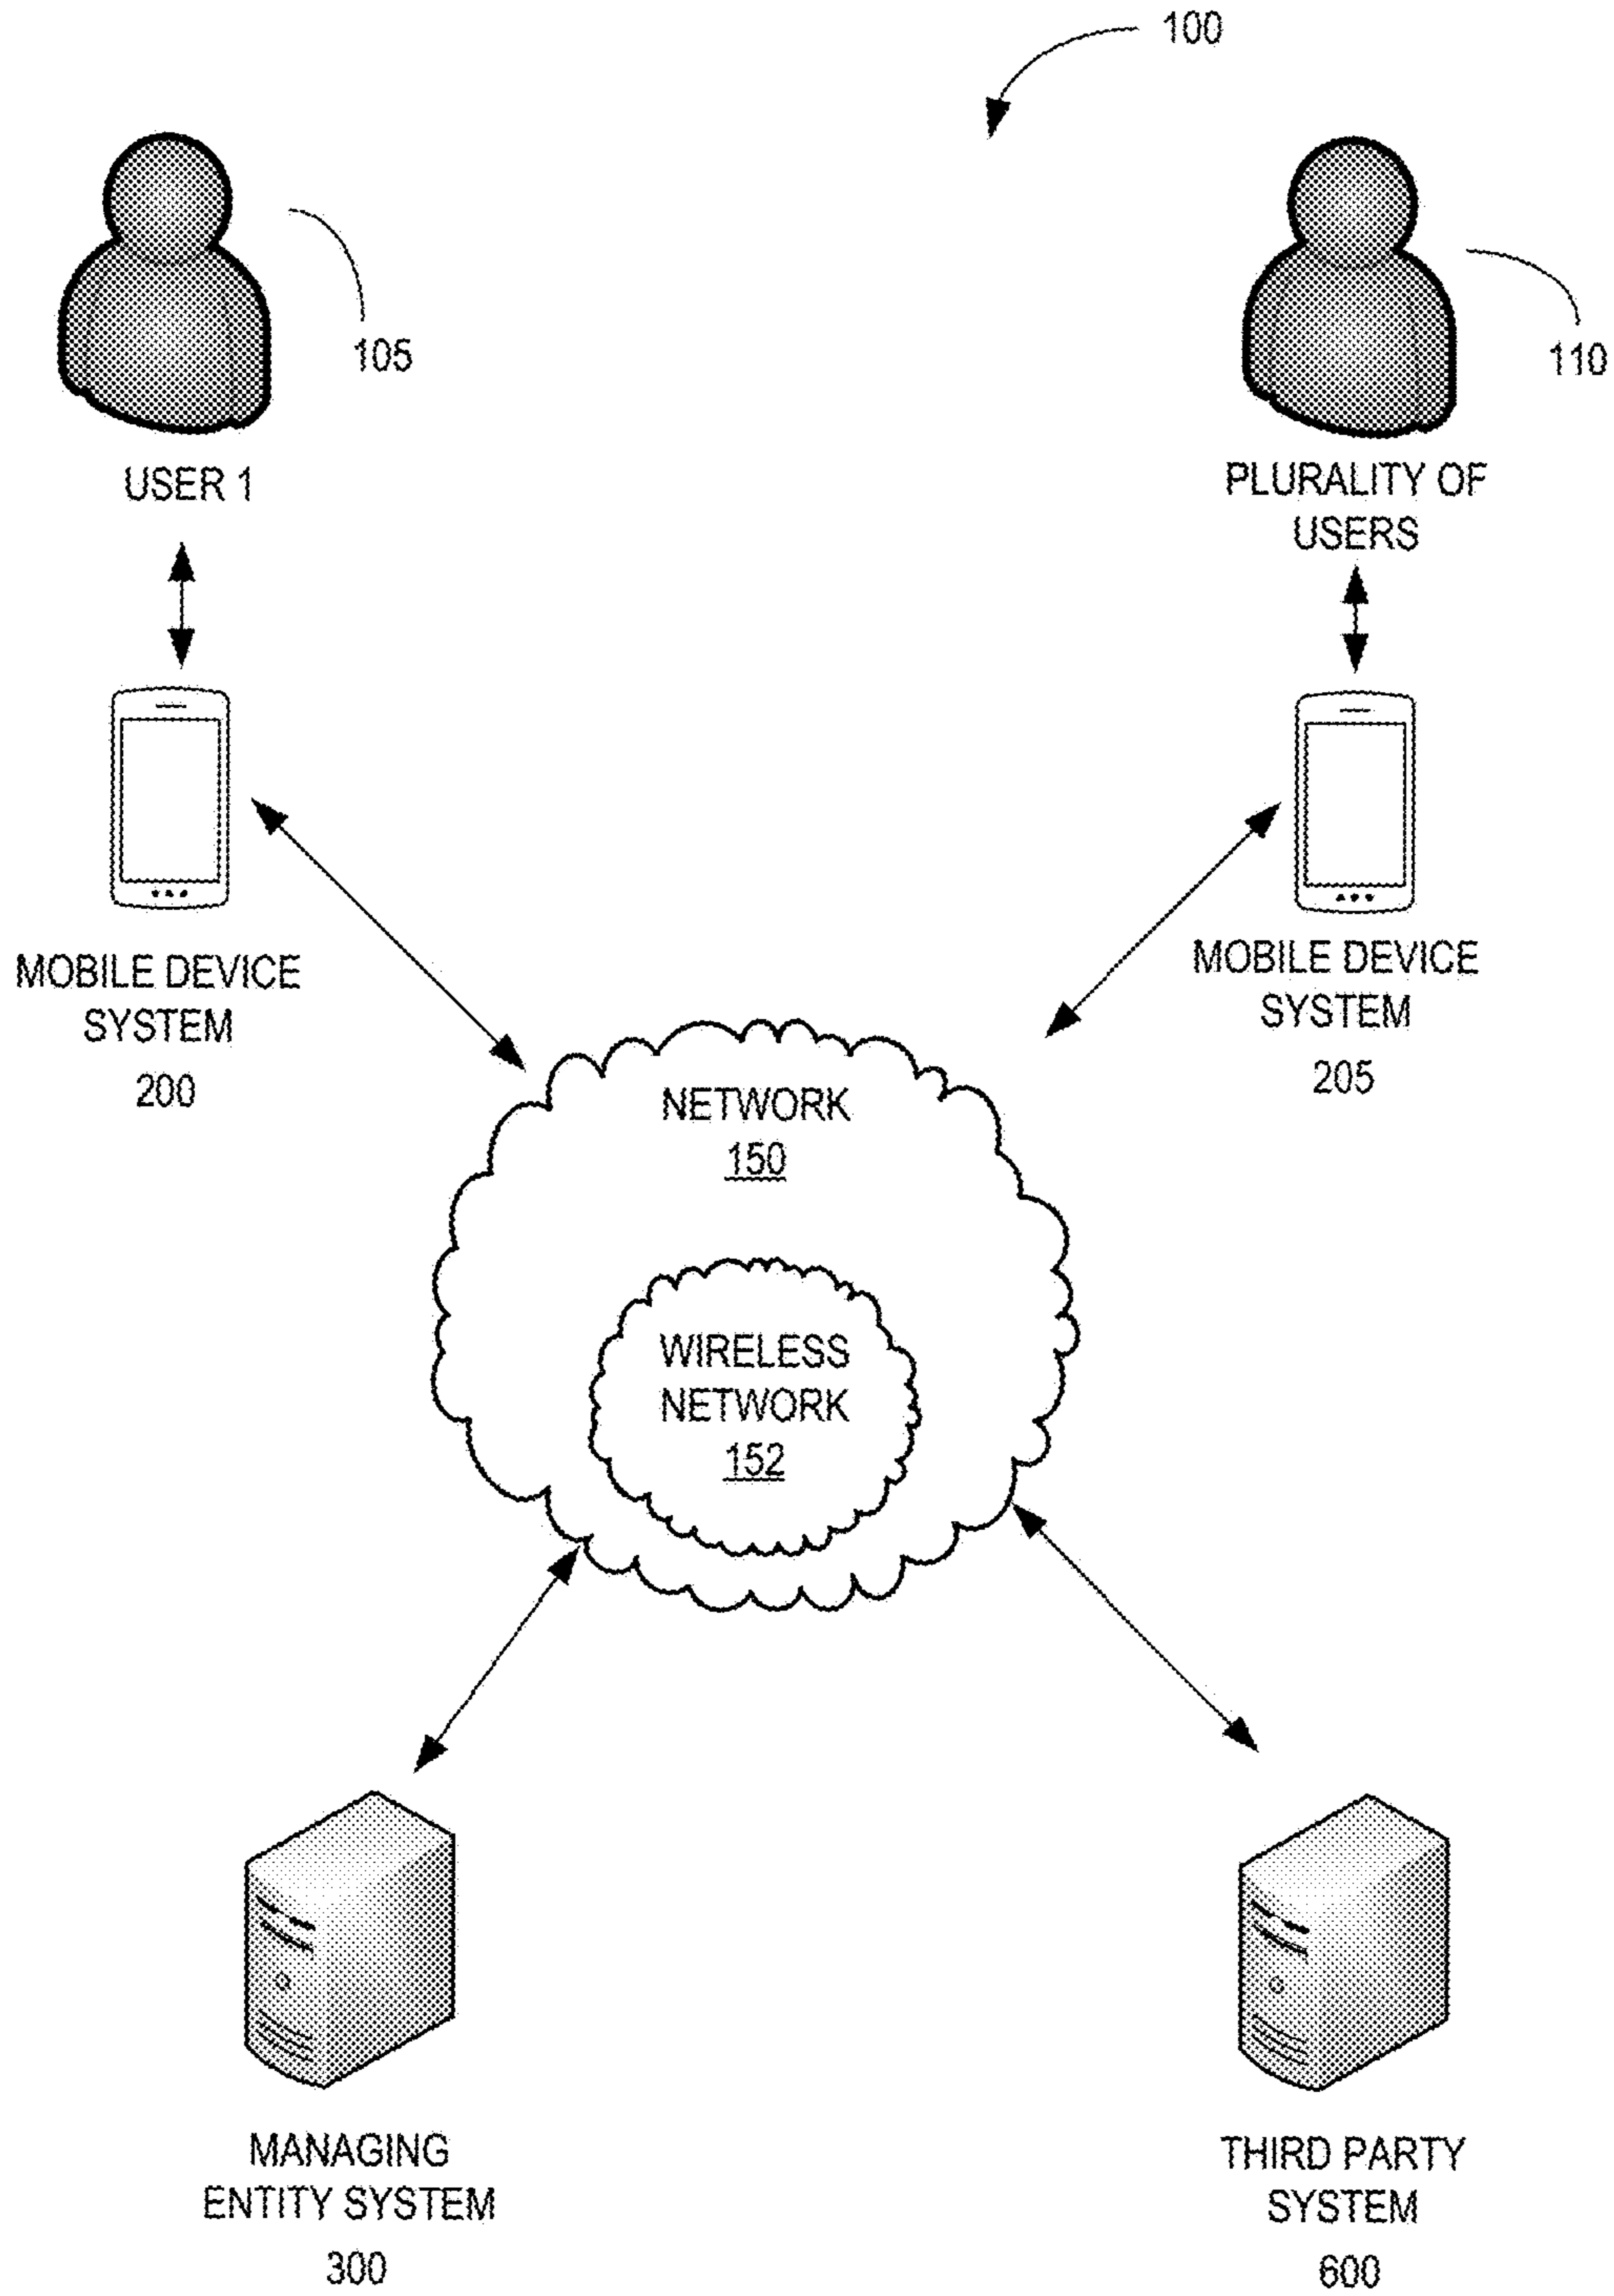 100
105
110
USER 1
PLURALITY OF
USERS
MOBILE DEVICE
SYSTEM
200
MOBILE DEVICE
SYSTEM
205
NETWORK
150
WIRELESS
NETWORK
152
MANAGING
ENTITY SYSTEM
300
THIRD PARTY
SYSTEM
600